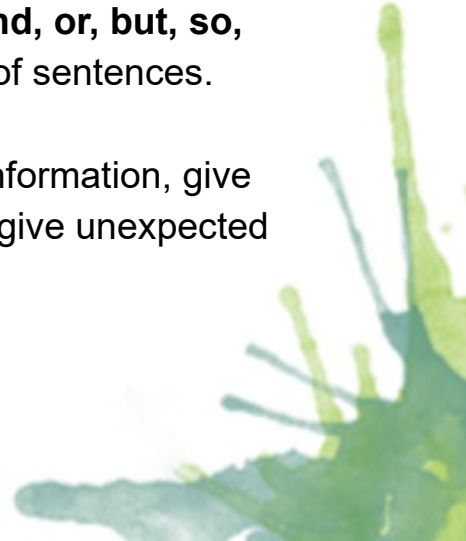 nd, or, but, so,
of sentences.
nformation, give
give unexpected